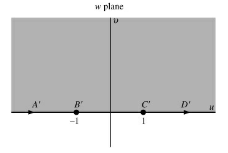 w plane
υ
A' B' C' D' u
−1 1